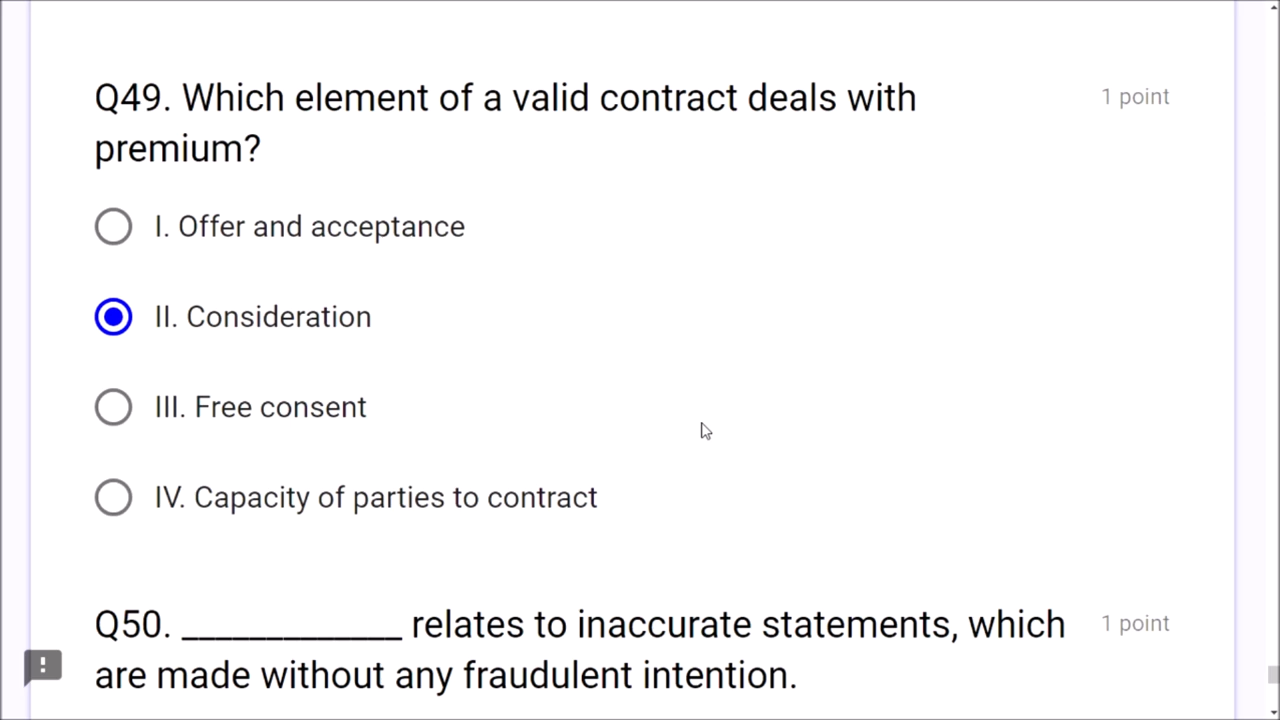 Q49. Which element of a valid contract deals with
1 point
premium?
I. Offer and acceptance
II. Consideration
III. Free consent
IV. Capacity of parties to contract
Q50. _____________ relates to inaccurate statements, which
1 point
are made without any fraudulent intention.